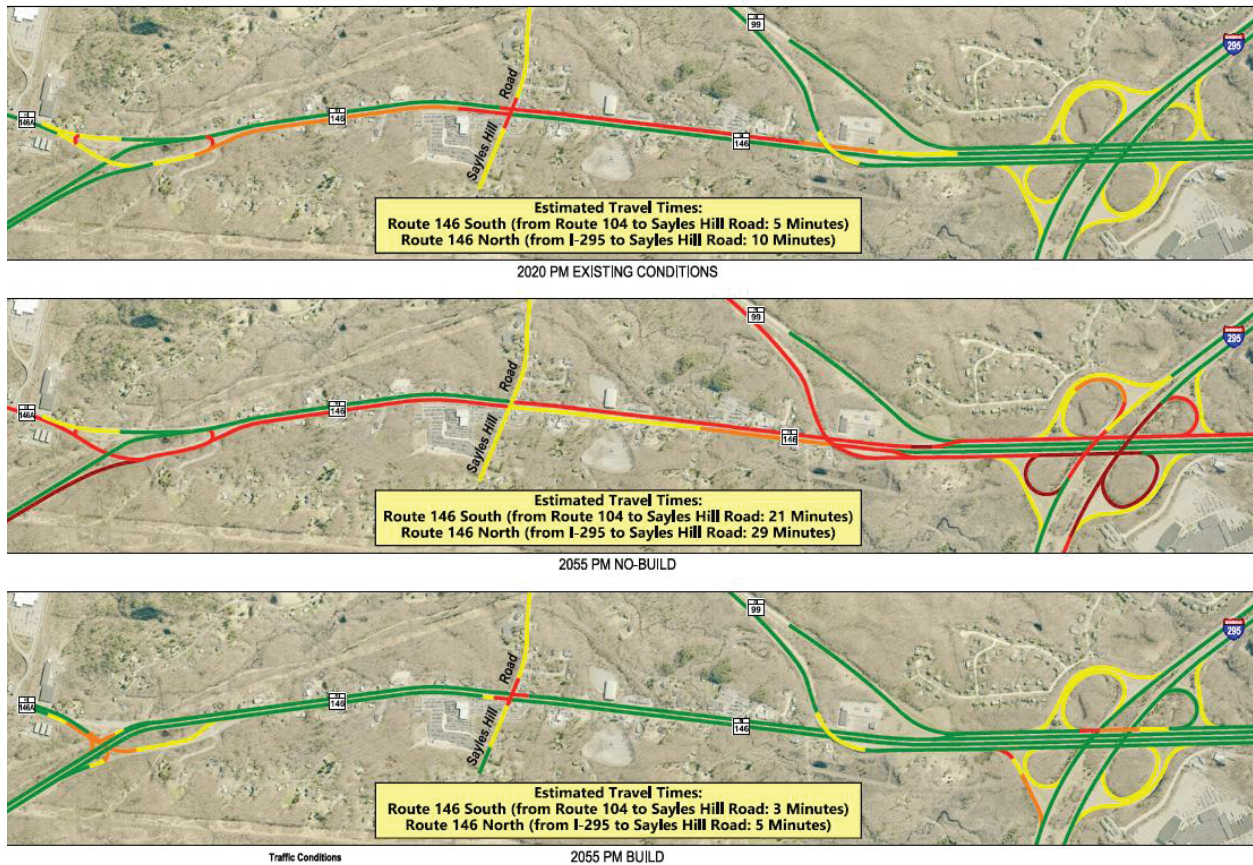 99
295
146A
Road
146
Sayles Hill
146
Estimated Travel Times:
Route 146 South (from Route 104 to Sayles Hill Road: 5 Minutes)
Route 146 North (from I-295 to Sayles Hill Road: 10 Minutes)
2020 PM EXISTING CONDITIONS
99
295
146A
Road
146
Sayles Hill
146
Estimated Travel Times:
Route 146 South (from Route 104 to Sayles Hill Road: 21 Minutes)
Route 146 North (from I-295 to Sayles Hill Road: 29 Minutes)
2055 PM NO-BUILD
99
295
146A
Road
146
Sayles Hill
146
Estimated Travel Times:
Route 146 South (from Route 104 to Sayles Hill Road: 3 Minutes)
Route 146 North (from I-295 to Sayles Hill Road: 5 Minutes)
Traffic Conditions
2055 PM BUILD